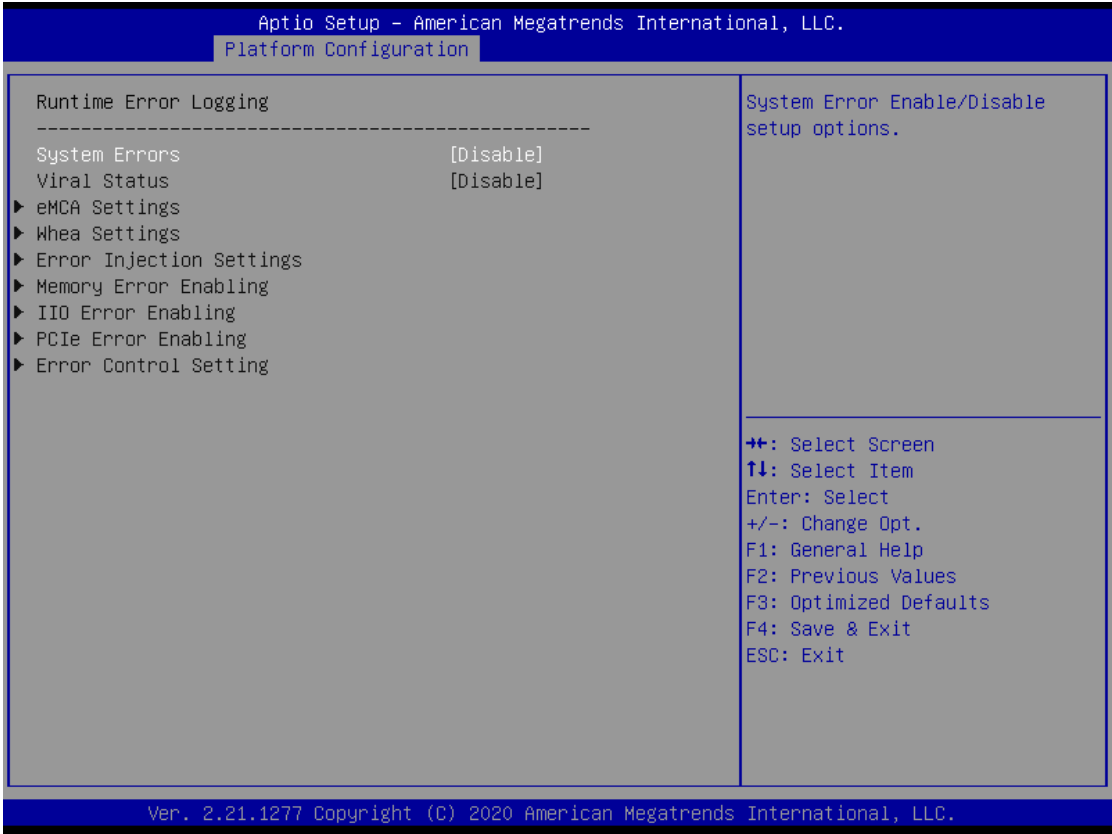 Aptio Setup – American Megatrends International, LLC.
Platform Configuration
Runtime Error Logging
--------------------------------------------------
System Errors [Disable]
Viral Status [Disable]
▶ eMCA Settings
▶ Whea Settings
▶ Error Injection Settings
▶ Memory Error Enabling
▶ IIO Error Enabling
▶ PCIe Error Enabling
▶ Error Control Setting
System Error Enable/Disable
setup options.
→←: Select Screen
↑↓: Select Item
Enter: Select
+/-: Change Opt.
F1: General Help
F2: Previous Values
F3: Optimized Defaults
F4: Save & Exit
ESC: Exit
Ver. 2.21.1277 Copyright (C) 2020 American Megatrends International, LLC.